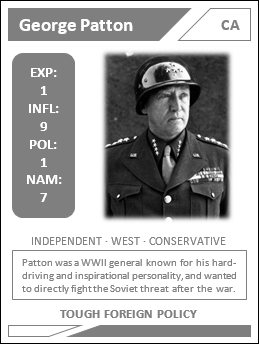 George Patton
CA
EXP:
1
INFL:
9
POL:
1
NAM:
7
INDEPENDENT · WEST · CONSERVATIVE
Patton was a WWII general known for his hard-
driving and inspirational personality, and wanted
to directly fight the Soviet threat after the war.
TOUGH FOREIGN POLICY